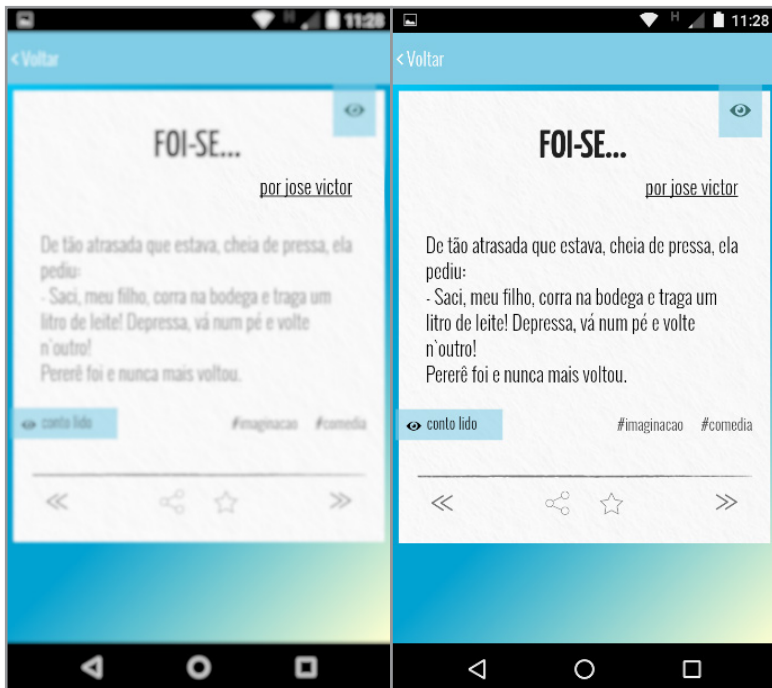 11:28
< Voltar
FOI-SE...
por jose victor
De tão atrasada que estava, cheia de pressa, ela
pediu:
- Saci, meu filho, corra na bodega e traga um
litro de leite! Depressa, vá num pé e volte
n`outro!
Pererê foi e nunca mais voltou.
conto lido
#imaginacao #comedia
H 11:28
< Voltar
FOI-SE...
por jose victor
De tão atrasada que estava, cheia de pressa, ela
pediu:
- Saci, meu filho, corra na bodega e traga um
litro de leite! Depressa, vá num pé e volte
n`outro!
Pererê foi e nunca mais voltou.
conto lido
#imaginacao #comedia